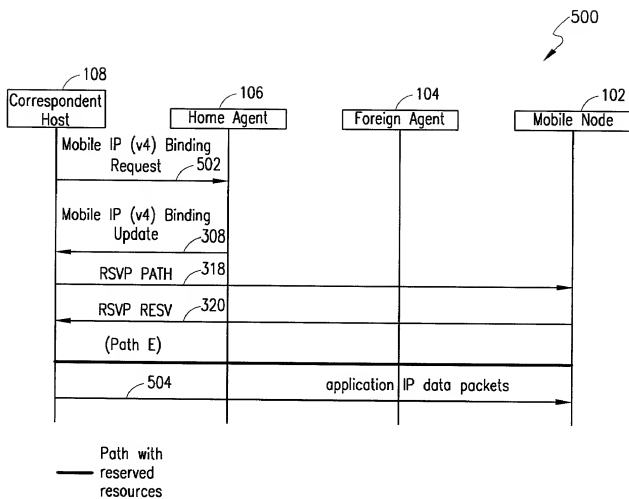 500
108
106
104
102
Correspondent
Host
Home Agent
Foreign Agent
Mobile Node
Mobile IP (v4) Binding
Request
502
Mobile IP (v4) Binding
Update
308
RSVP PATH
318
RSVP RESV
320
(Path E)
504
application IP data packets
Path with
reserved
resources